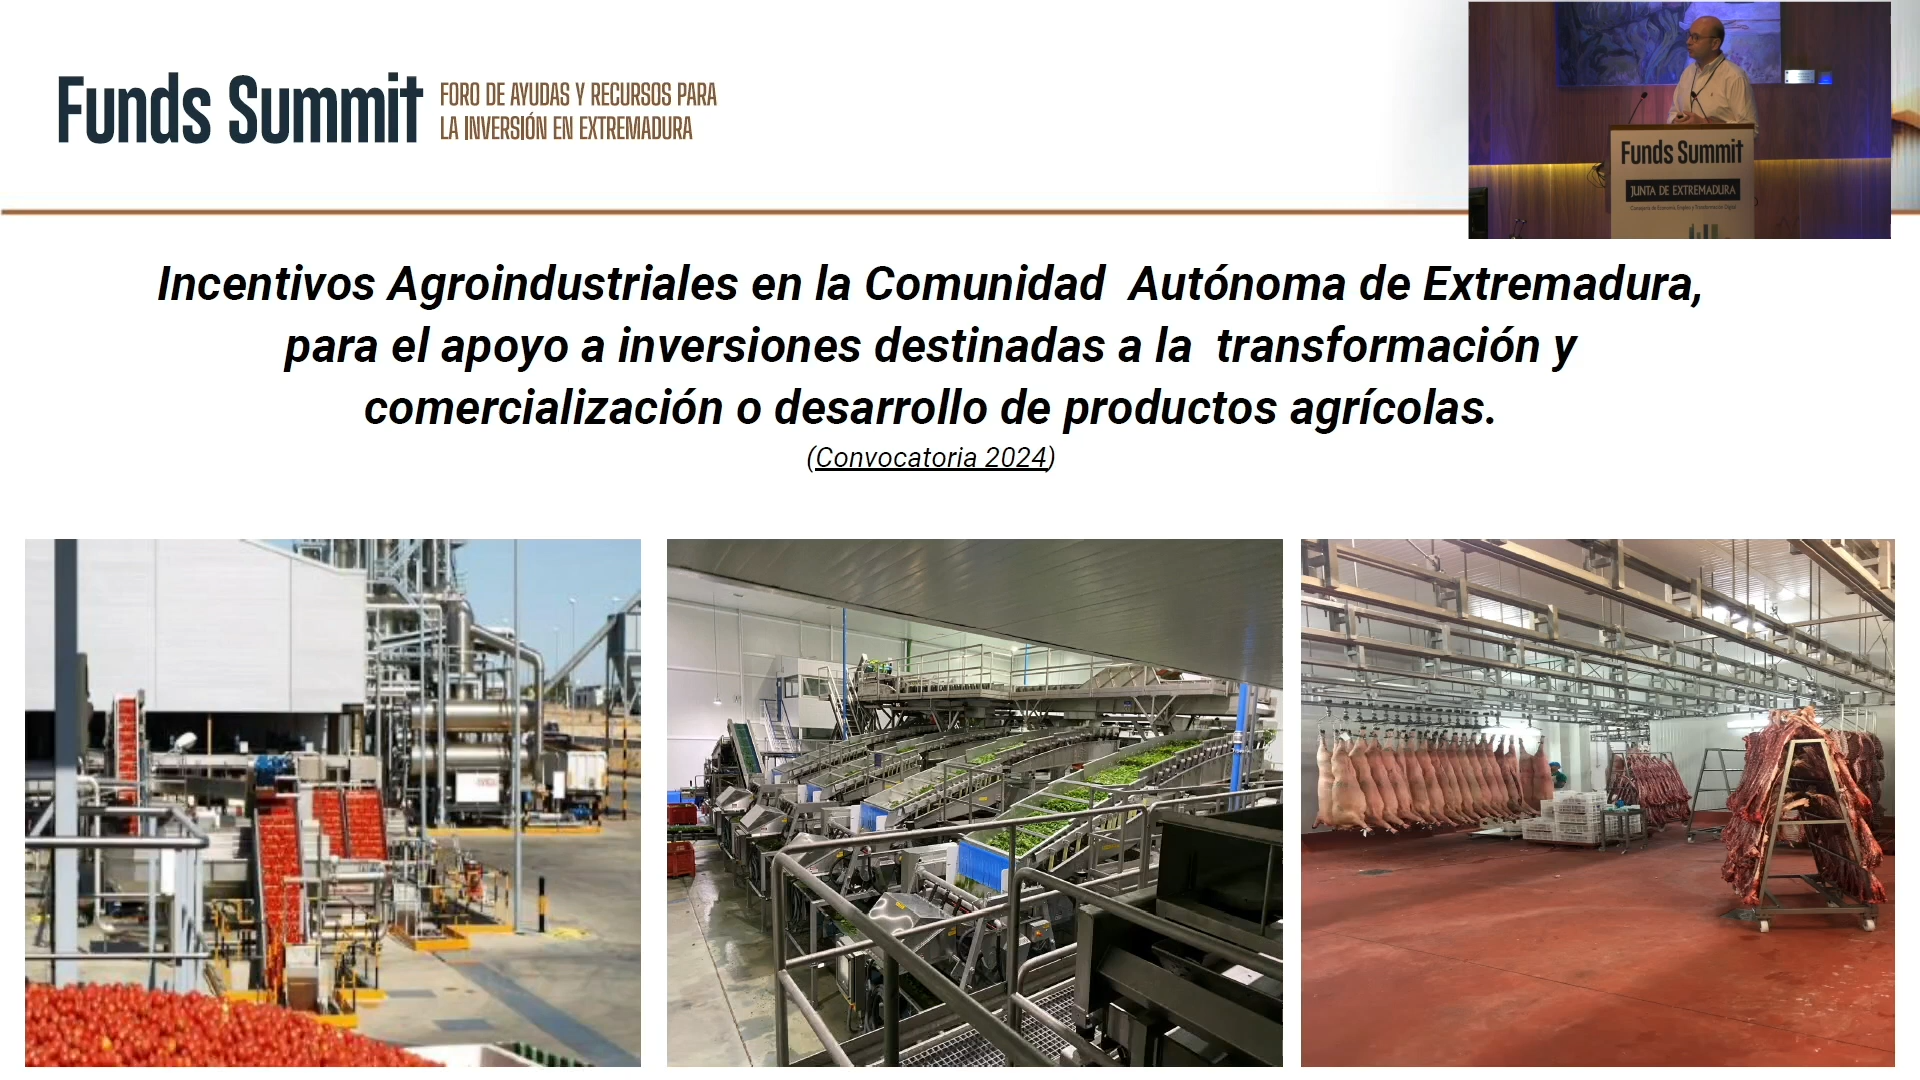 Funds Summit
FORO DE AYUDAS Y RECURSOS PARA
LA INVERSIÓN EN EXTREMADURA
Funds Summit
JUNTA DE EXTREMADURA
Incentivos Agroindustriales en la Comunidad Autónoma de Extremadura,
para el apoyo a inversiones destinadas a la transformación y
comercialización o desarrollo de productos agrícolas.
(Convocatoria 2024)